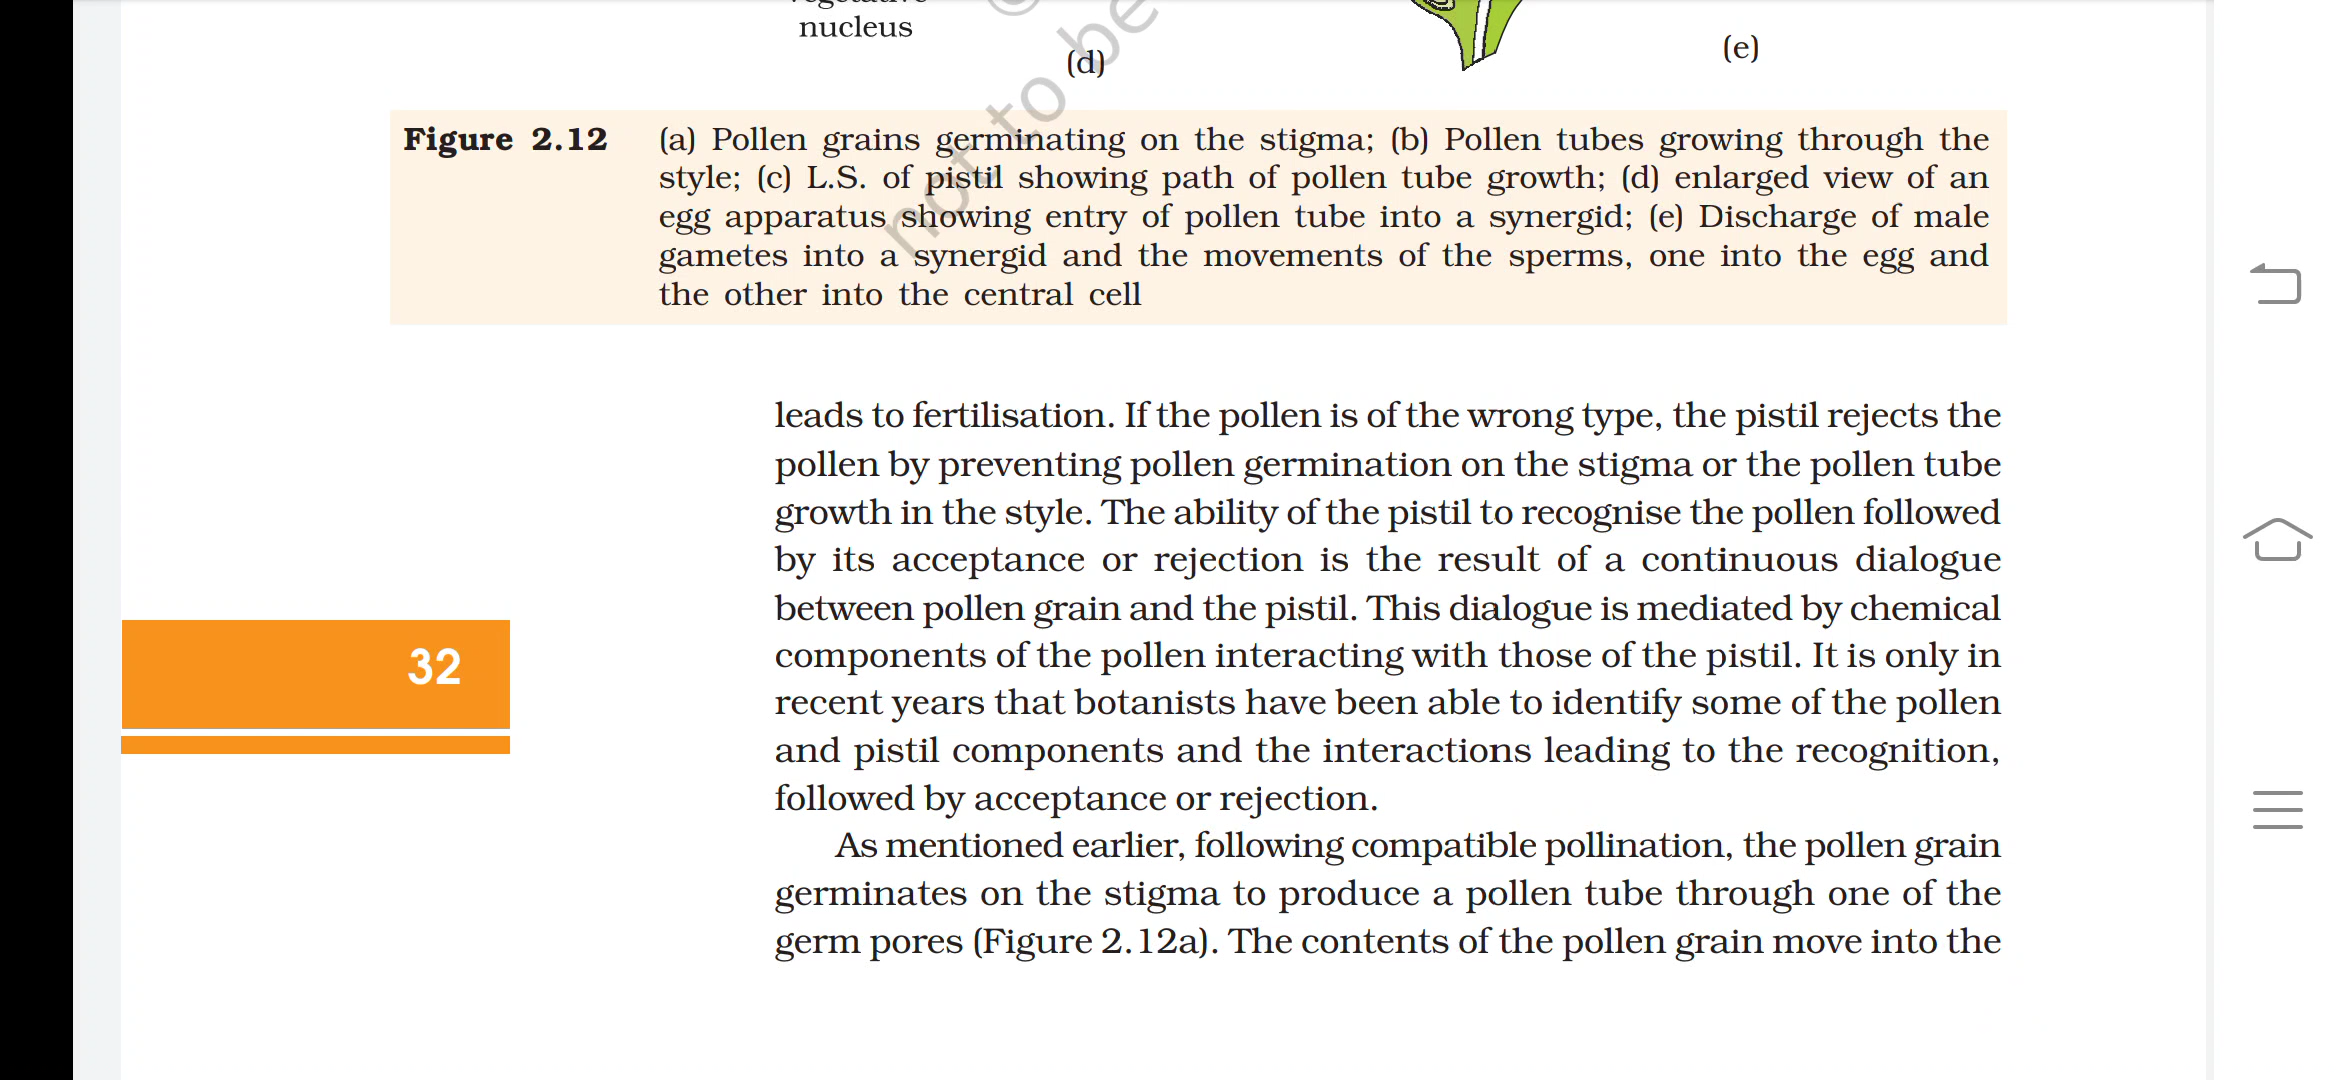 nucleus
(d)
(e)
not to be
Figure 2.12 (a) Pollen grains germinating on the stigma; (b) Pollen tubes growing through the
style; (c) L.S. of pistil showing path of pollen tube growth; (d) enlarged view of an
egg apparatus showing entry of pollen tube into a synergid; (e) Discharge of male
gametes into a synergid and the movements of the sperms, one into the egg and
the other into the central cell
leads to fertilisation. If the pollen is of the wrong type, the pistil rejects the
pollen by preventing pollen germination on the stigma or the pollen tube
growth in the style. The ability of the pistil to recognise the pollen followed
by its acceptance or rejection is the result of a continuous dialogue
between pollen grain and the pistil. This dialogue is mediated by chemical
components of the pollen interacting with those of the pistil. It is only in
recent years that botanists have been able to identify some of the pollen
and pistil components and the interactions leading to the recognition,
followed by acceptance or rejection.
As mentioned earlier, following compatible pollination, the pollen grain
germinates on the stigma to produce a pollen tube through one of the
germ pores (Figure 2.12a). The contents of the pollen grain move into the
32